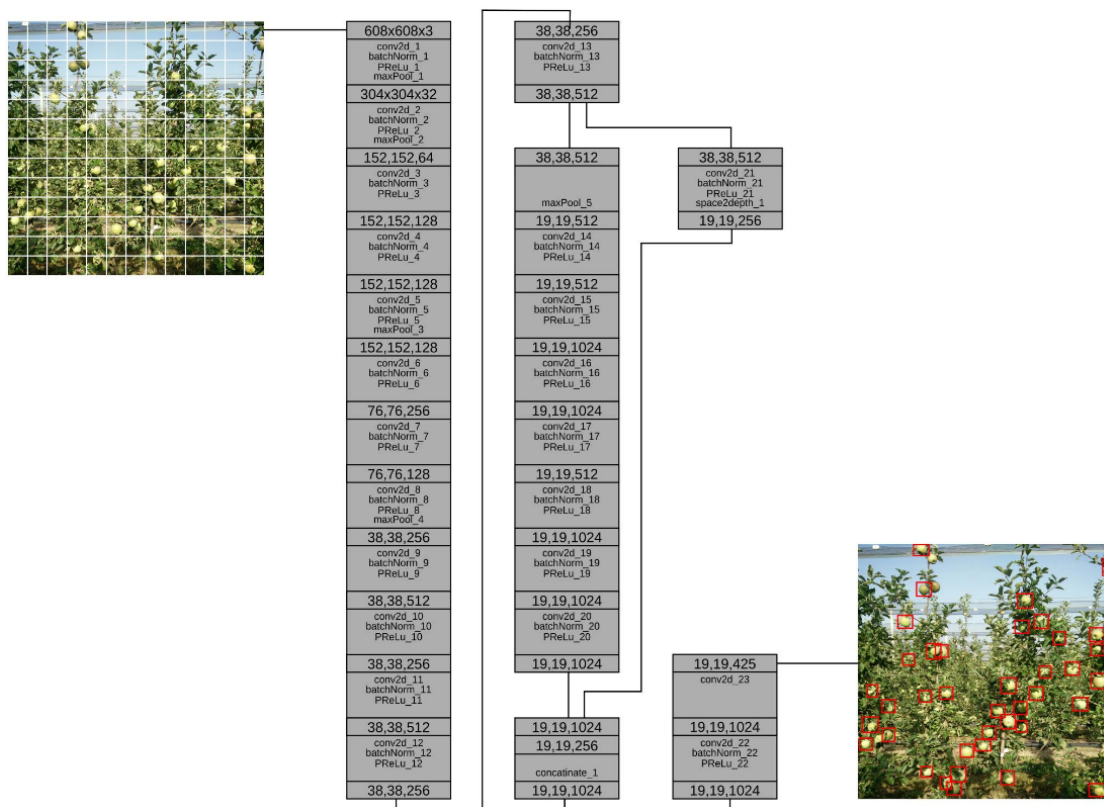 608x608x3
conv2d_1
batchNorm_1
PReLu_1
maxPool_1
304x304x32
conv2d_2
batchNorm_2
PReLu_2
maxPool_2
152,152,64
conv2d_3
batchNorm_3
PReLu_3
152,152,128
conv2d_4
batchNorm_4
PReLu_4
152,152,128
conv2d_5
batchNorm_5
PReLu_5
maxPool_3
152,152,128
conv2d_6
batchNorm_6
PReLu_6
76,76,256
conv2d_7
batchNorm_7
PReLu_7
76,76,128
conv2d_8
batchNorm_8
PReLu_8
maxPool_4
38,38,256
conv2d_9
batchNorm_9
PReLu_9
38,38,512
conv2d_10
batchNorm_10
PReLu_10
38,38,256
conv2d_11
batchNorm_11
PReLu_11
38,38,512
conv2d_12
batchNorm_12
PReLu_12
38,38,256
38,38,256
conv2d_13
batchNorm_13
PReLu_13
38,38,512
38,38,512
maxPool_5
19,19,512
conv2d_14
batchNorm_14
PReLu_14
19,19,512
conv2d_15
batchNorm_15
PReLu_15
19,19,1024
conv2d_16
batchNorm_16
PReLu_16
19,19,1024
conv2d_17
batchNorm_17
PReLu_17
19,19,512
conv2d_18
batchNorm_18
PReLu_18
19,19,1024
conv2d_19
batchNorm_19
PReLu_19
19,19,1024
conv2d_20
batchNorm_20
PReLu_20
19,19,1024
19,19,1024
19,19,256
concatinate_1
19,19,1024
38,38,512
conv2d_21
batchNorm_21
PReLu_21
space2depth_1
19,19,256
19,19,425
conv2d_23
19,19,1024
conv2d_22
batchNorm_22
PReLu_22
19,19,1024